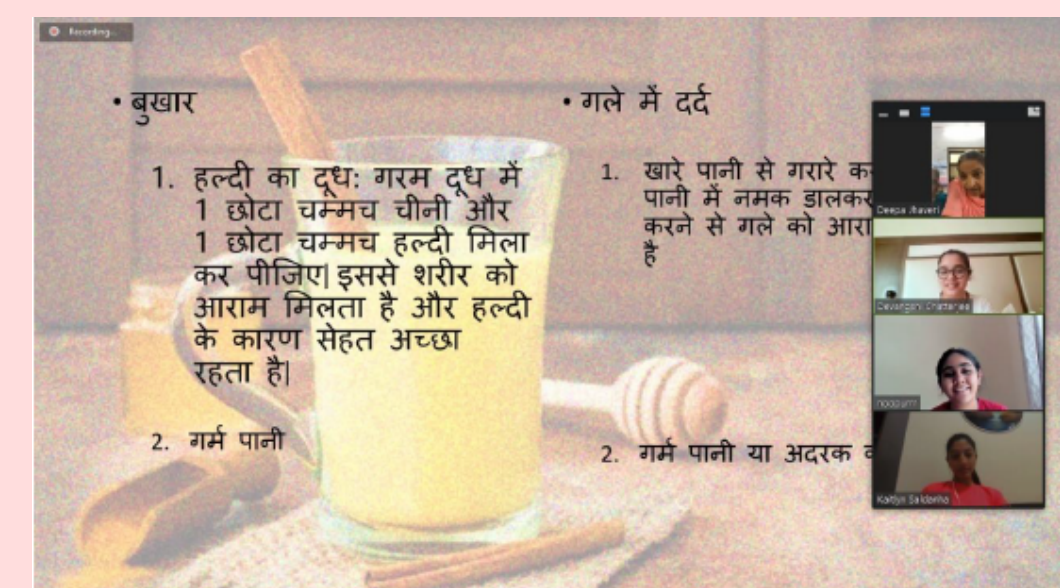 Recording...
• बुखार
1. हल्दी का दूध: गरम दूध में
1 छोटा चम्मच चीनी और
1 छोटा चम्मच हल्दी मिला
कर पीजिए| इससे शरीर को
आराम मिलता है और हल्दी
के कारण सेहत अच्छा
रहता है|
2. गर्म पानी
• गले में दर्द
1. खारे पानी से गरारे
पानी में नमक डालकर
करने से गले को
है
2. गर्म पानी या अदरक
Deepa Jhaveri
Devangani Chatterjee
noopurrr
Kaitlyn Saldanha